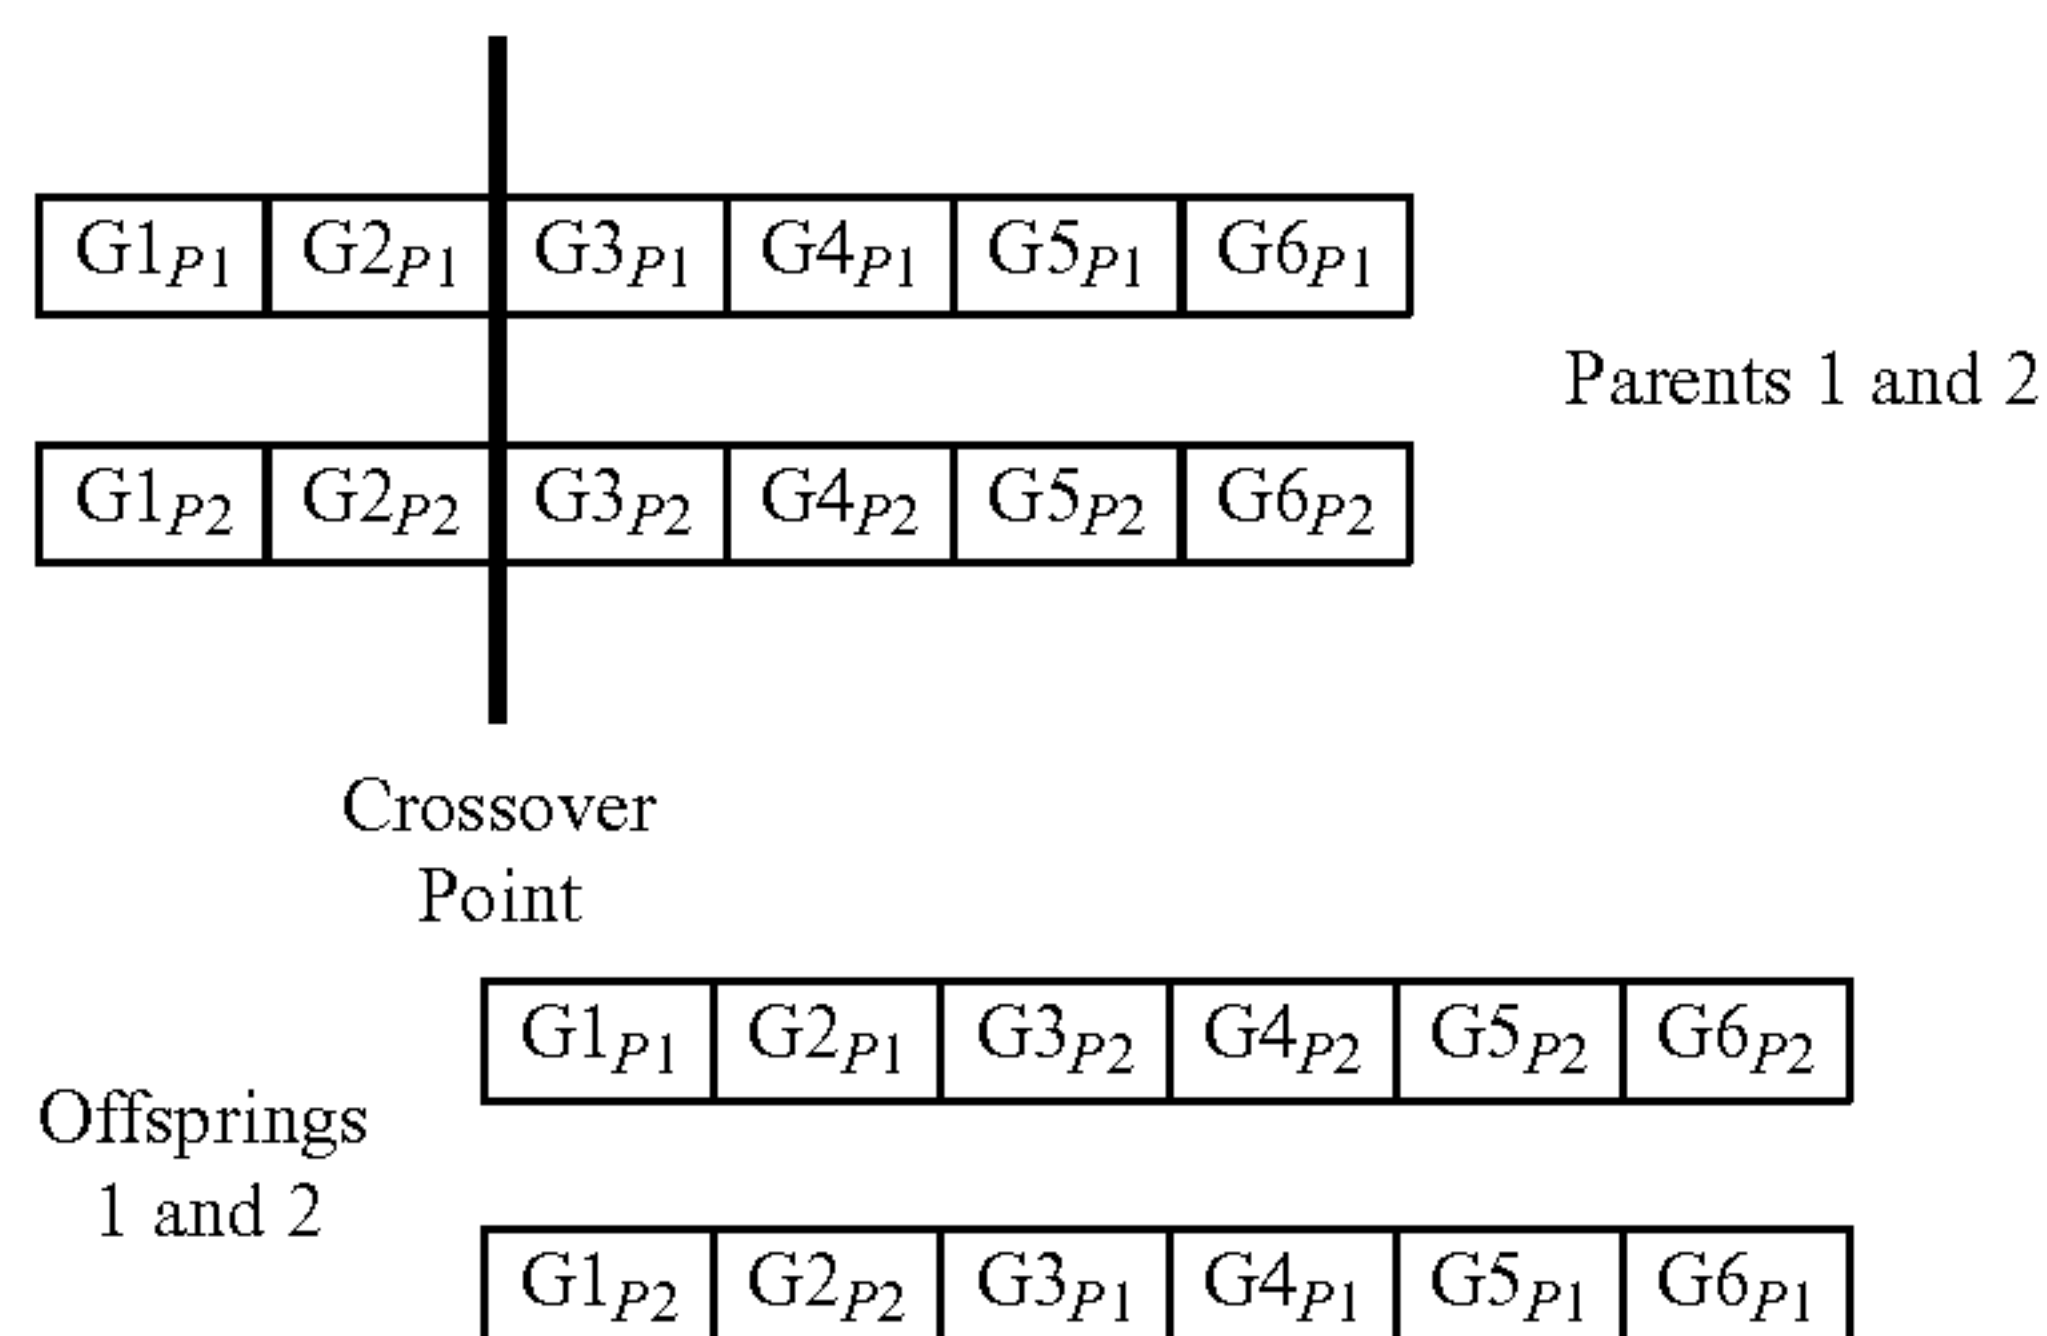 G1P1 G2P1 G3P1 G4P1 G5P1 G6P1
Parents 1 and 2
G1P2 G2P2 G3P2 G4P2 G5P2 G6P2
Crossover
Point
G1P1 G2P1 G3P2 G4P2 G5P2 G6P2
Offsprings
1 and 2
G1P2 G2P2 G3P1 G4P1 G5P1 G6P1